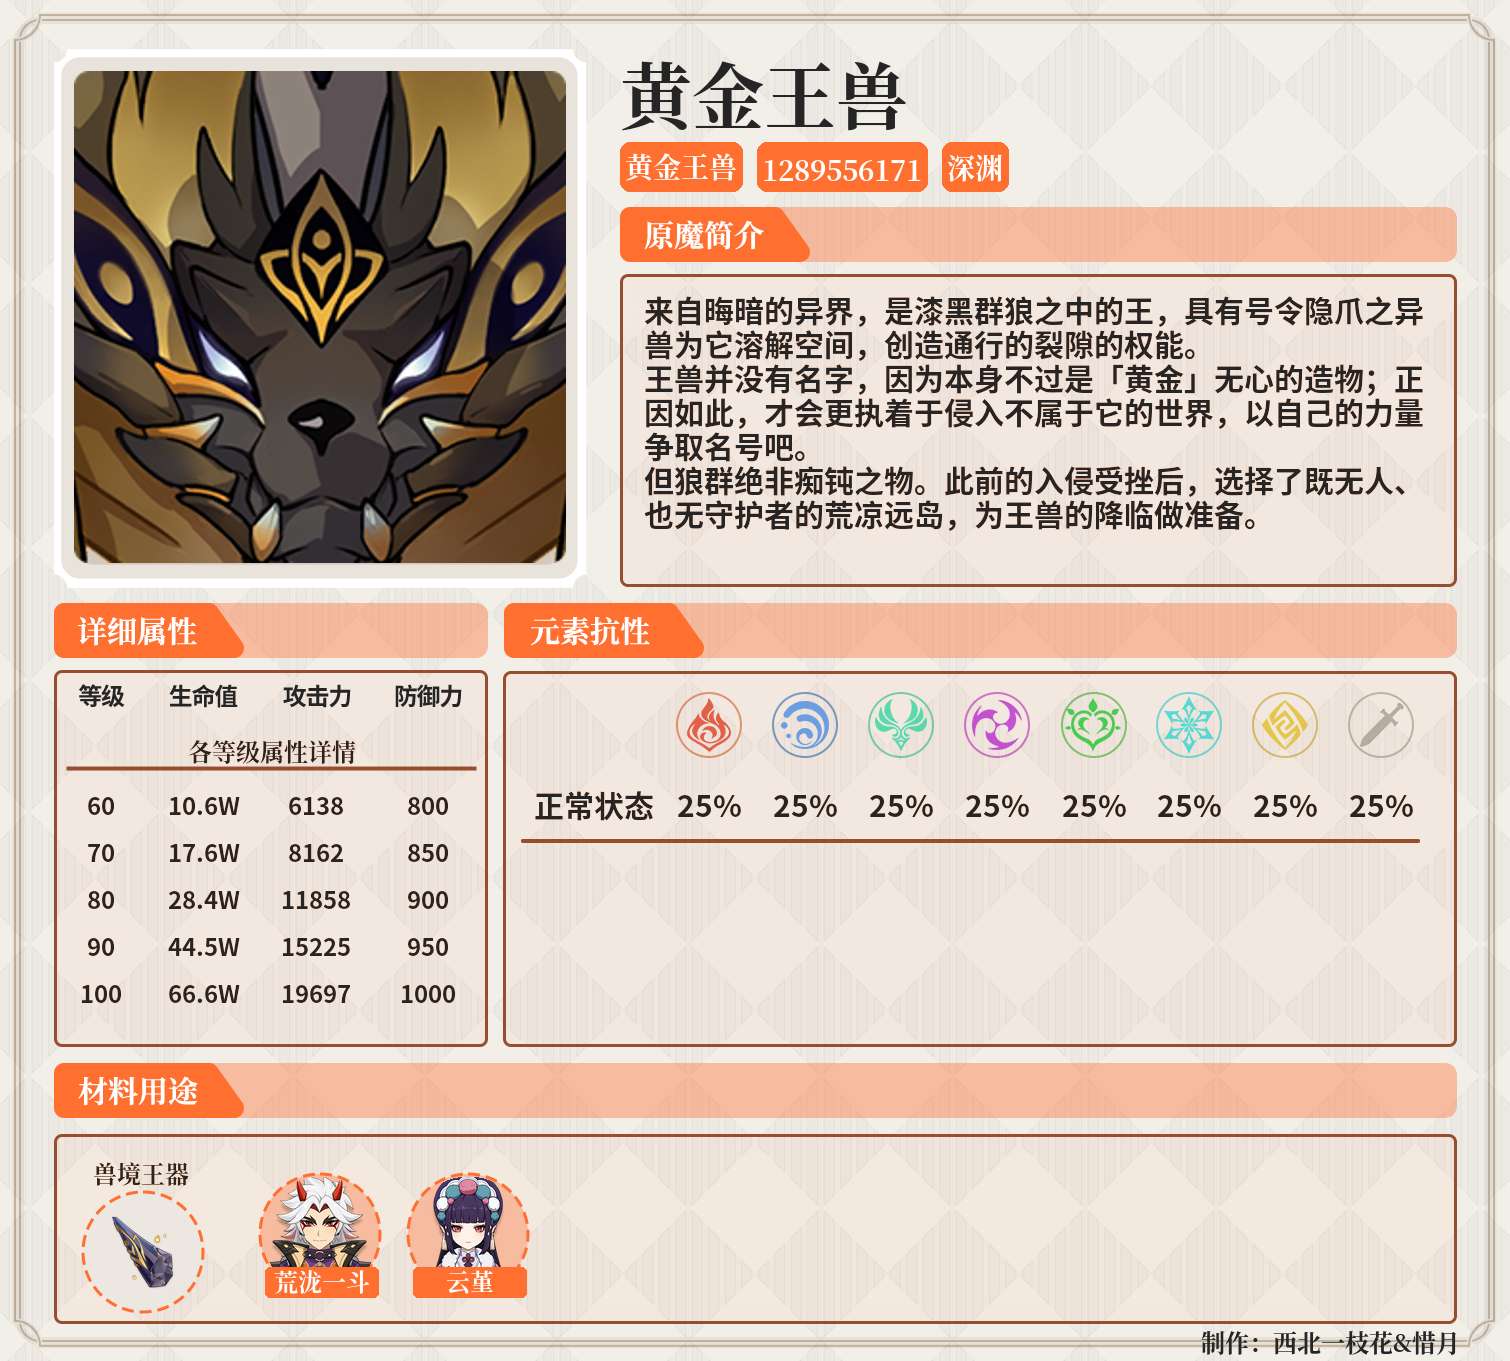 黄金王兽
黄金王兽 1289556171 深渊
原魔简介
来自晦暗的异界，是漆黑群狼之中的王，具有号令隐爪之异
兽为它溶解空间，创造通行的裂隙的权能。
王兽并没有名字，因为本身不过是「黄金」无心的造物；正
因如此，才会更执着于侵入不属于它的世界，以自己的力量
争取名号吧。
但狼群绝非痴钝之物。此前的入侵受挫后，选择了既无人、
也无守护者的荒凉远岛，为王兽的降临做准备。
详细属性
等级 生命值 攻击力 防御力
各等级属性详情
60 10.6W 6138 800
70 17.6W 8162 850
80 28.4W 11858 900
90 44.5W 15225 950
100 66.6W 19697 1000
元素抗性
正常状态 25% 25% 25% 25% 25% 25% 25% 25%
材料用途
兽境王器
荒泷一斗 云堇
制作：西北一枝花&惜月